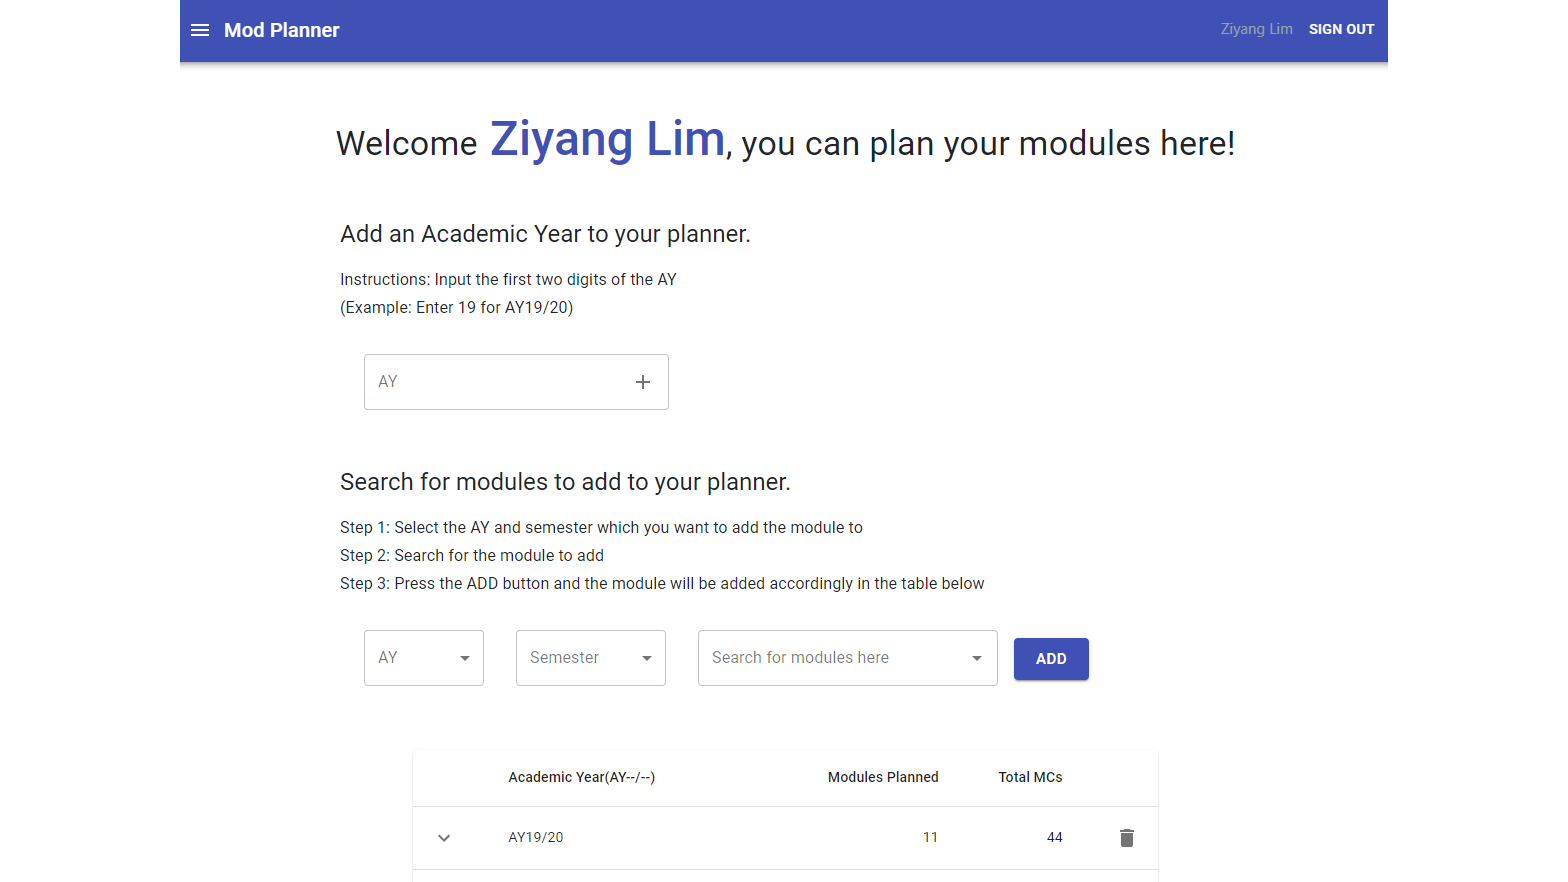 Mod Planner
Ziyang Lim SIGN OUT
Welcome Ziyang Lim, you can plan your modules here!
Add an Academic Year to your planner.
Instructions: Input the first two digits of the AY
(Example: Enter 19 for AY19/20)
AY
Search for modules to add to your planner.
Step 1: Select the AY and semester which you want to add the module to
Step 2: Search for the module to add
Step 3: Press the ADD button and the module will be added accordingly in the table below
AY Semester Search for modules here ADD
Academic Year(AY--/--) Modules Planned Total MCs
AY19/20 11 44